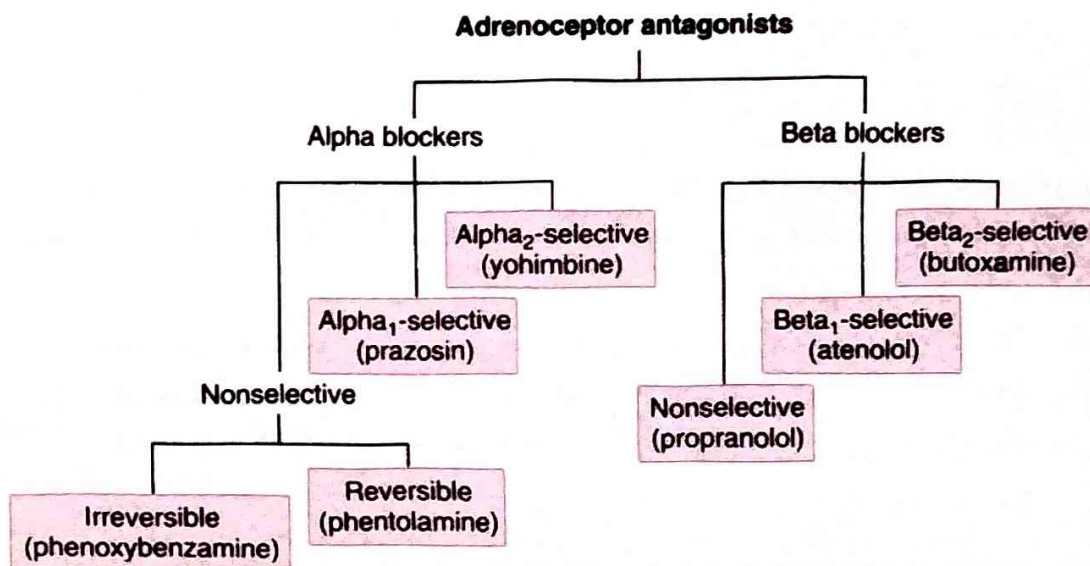 Adrenoceptor antagonists
Alpha blockers
Beta blockers
Alpha₂-selective
(yohimbine)
Beta₂-selective
(butoxamine)
Alpha₁-selective
(prazosin)
Beta₁-selective
(atenolol)
Nonselective
Nonselective
(propranolol)
Irreversible
(phenoxybenzamine)
Reversible
(phentolamine)